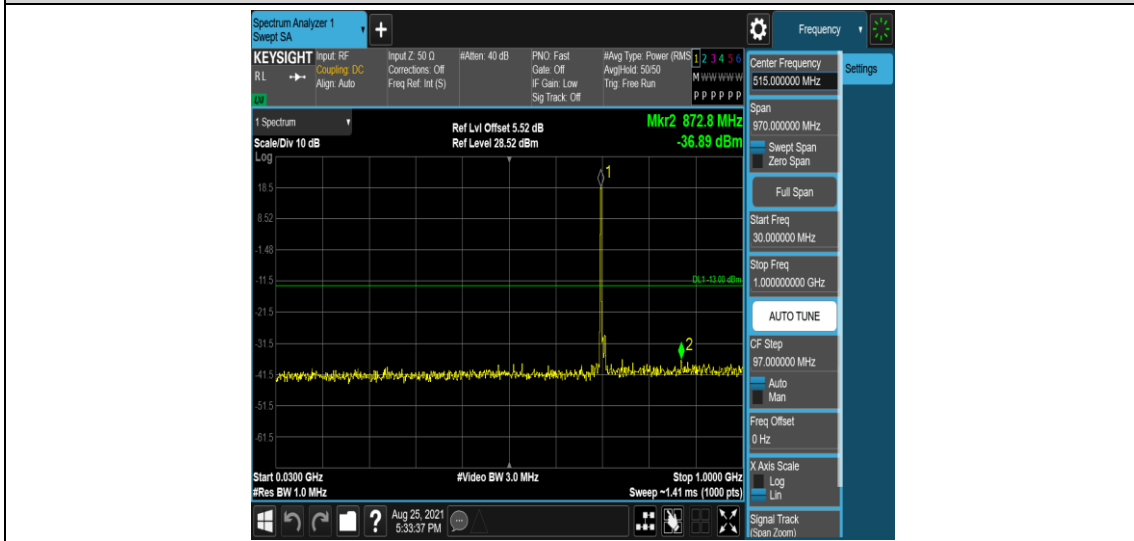 Spectrum Analyzer 1
Swept SA
Frequency
KEYSIGHT
RL
Input: RF
Coupling: DC
Align: Auto
Input Z: 50 Ω
Corrections: Off
Freq Ref: Int (S)
#Atten: 40 dB
PNO: Fast
Gate: Off
IF Gain: Low
Sig Track: Off
#Avg Type: Power (RMS
Avg|Hold: 50/50
Trig: Free Run
1 2 3 4 5 6
M W W W W W
P P P P P P
1 Spectrum
Scale/Div 10 dB
Log
Ref Lvl Offset 5.52 dB
Ref Level 28.52 dBm
Mkr2 872.8 MHz
-36.89 dBm
1
18.5
8.52
-1.48
-11.5
DL1 -13.00 dBm
-21.5
-31.5
2
-41.5
-51.5
-61.5
Start 0.0300 GHz
#Res BW 1.0 MHz
#Video BW 3.0 MHz
Stop 1.0000 GHz
Sweep ~1.41 ms (1000 pts)
Center Frequency
515.000000 MHz
Settings
Span
970.000000 MHz
Swept Span
Zero Span
Full Span
Start Freq
30.000000 MHz
Stop Freq
1.000000000 GHz
AUTO TUNE
CF Step
97.000000 MHz
Auto
Man
Freq Offset
0 Hz
X Axis Scale
Log
Lin
Signal Track
(Span Zoom)
?
Aug 25, 2021
5:33:37 PM